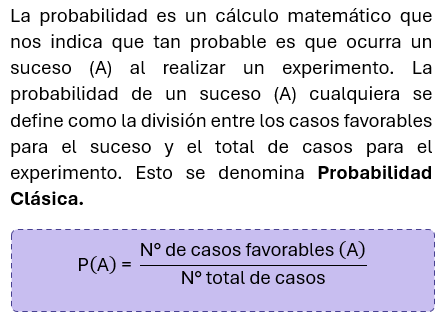 La probabilidad es un cálculo matemático que
nos indica que tan probable es que ocurra un
suceso (A) al realizar un experimento. La
probabilidad de un suceso (A) cualquiera se
define como la división entre los casos favorables
para el suceso y el total de casos para el
experimento. Esto se denomina Probabilidad
Clásica.
P(A) = N° de casos favorables (A)
N° total de casos